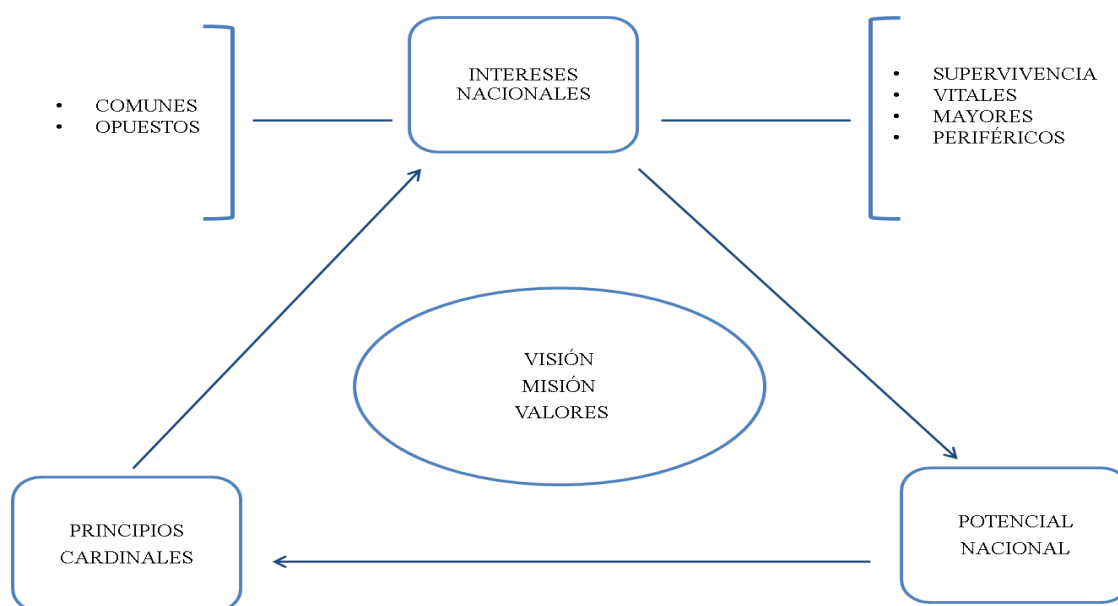 INTERESES
NACIONALES
• COMUNES
• OPUESTOS
• SUPERVIVENCIA
• VITALES
• MAYORES
• PERIFÉRICOS
VISIÓN
MISIÓN
VALORES
PRINCIPIOS
CARDINALES
POTENCIAL
NACIONAL